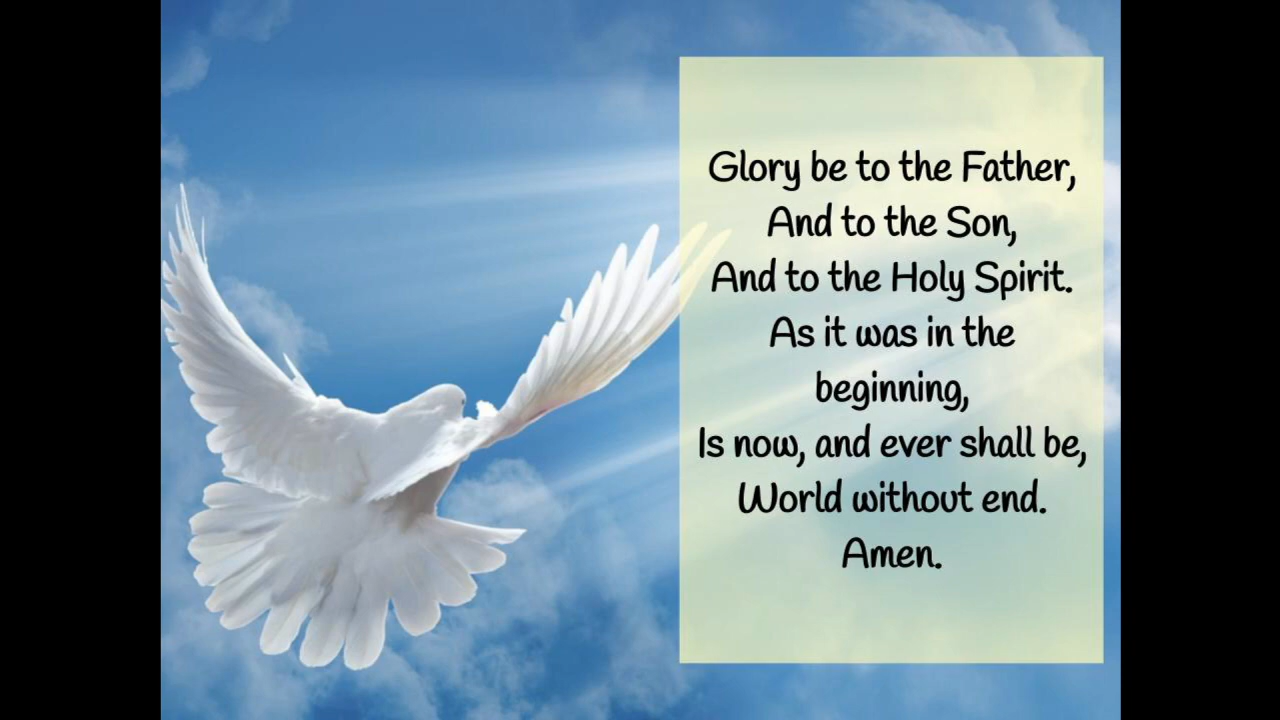 Glory be to the Father,
And to the Son,
And to the Holy Spirit.
As it was in the
beginning,
Is now, and ever shall be,
World without end.
Amen.